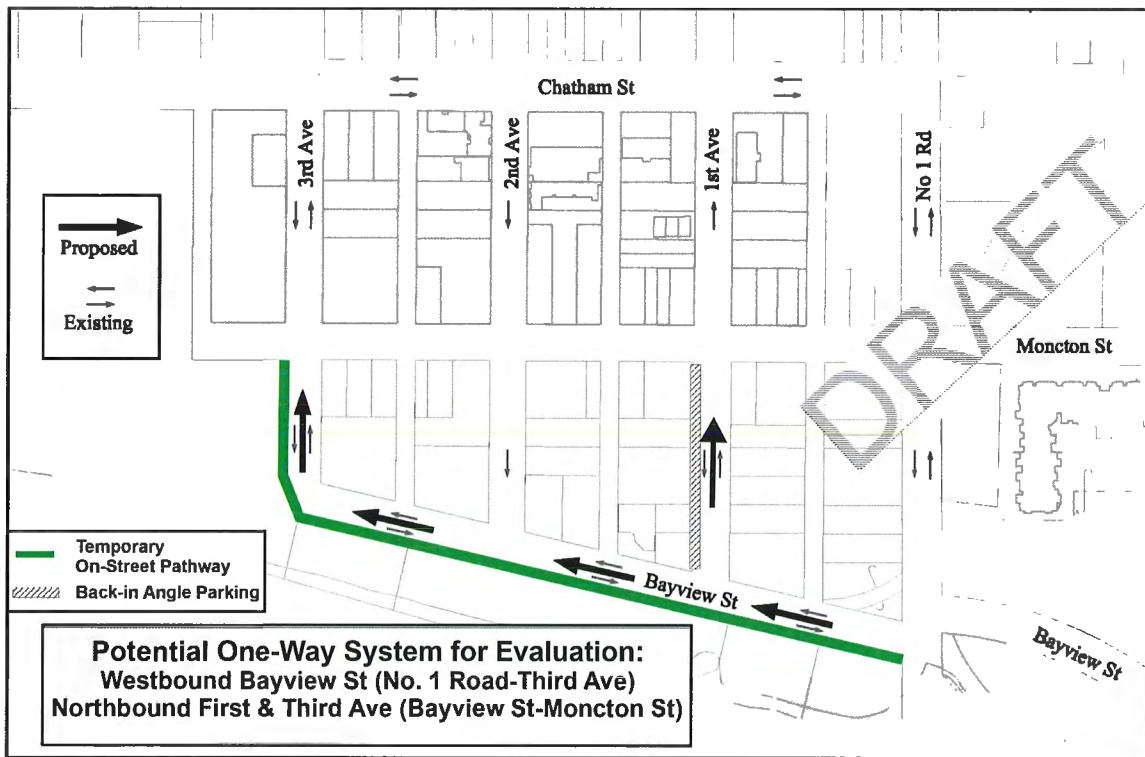 Chatham St
3rd Ave
2nd Ave
1st Ave
No 1 Rd
DRAFT
Proposed
Existing
Moncton St
Temporary
On-Street Pathway
Back-in Angle Parking
Bayview St
Bayview St
Potential One-Way System for Evaluation:
Westbound Bayview St (No. 1 Road-Third Ave)
Northbound First & Third Ave (Bayview St-Moncton St)